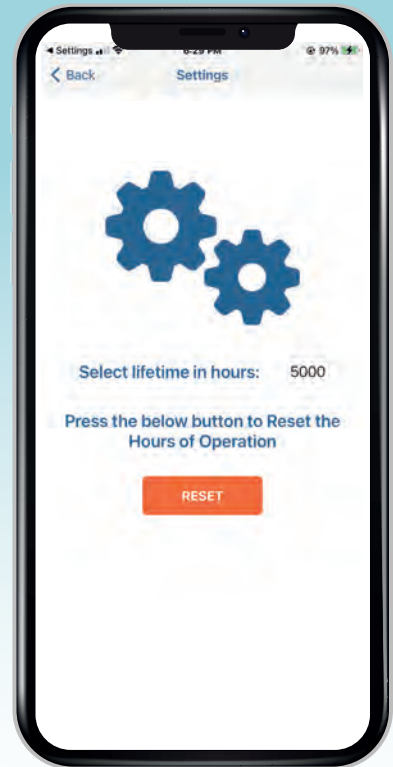 Settings
97%
Back
Settings
Select lifetime in hours: 5000
Press the below button to Reset the
Hours of Operation
RESET